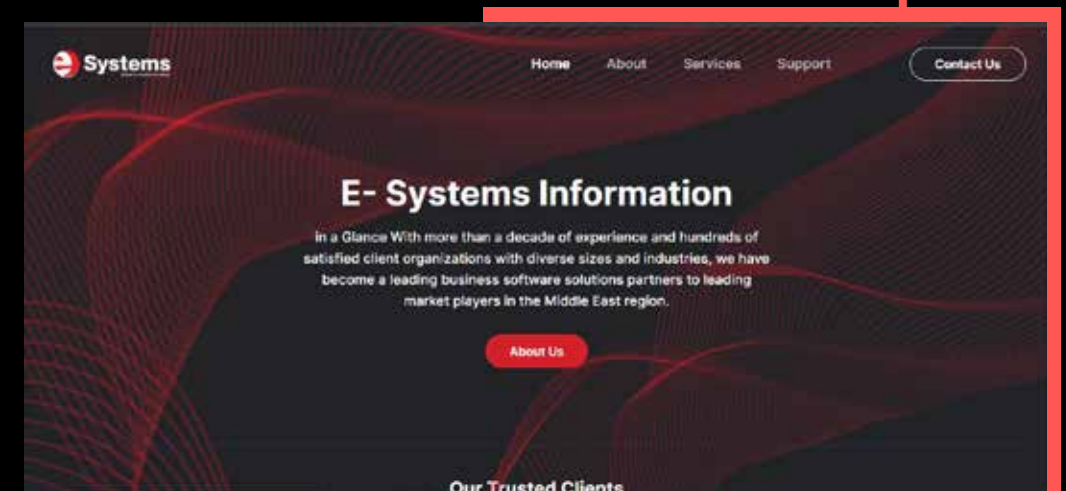 e Systems
Home About Services Support Contact Us
E- Systems Information
in a Glance With more than a decade of experience and hundreds of
satisfied client organizations with diverse sizes and industries, we have
become a leading business software solutions partners to leading
market players in the Middle East region.
About Us
Our Trusted Clients